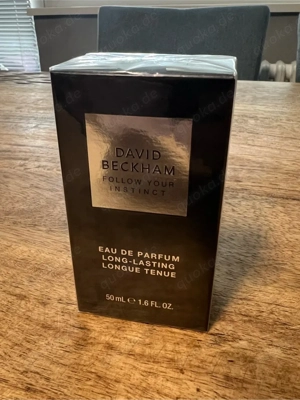 DAVID
BECKHAM
FOLLOW YOUR
INSTINCT
EAU DE PARFUM
LONG-LASTING
LONGUE TENUE
50 mL ℮ 1.6 FL. OZ.